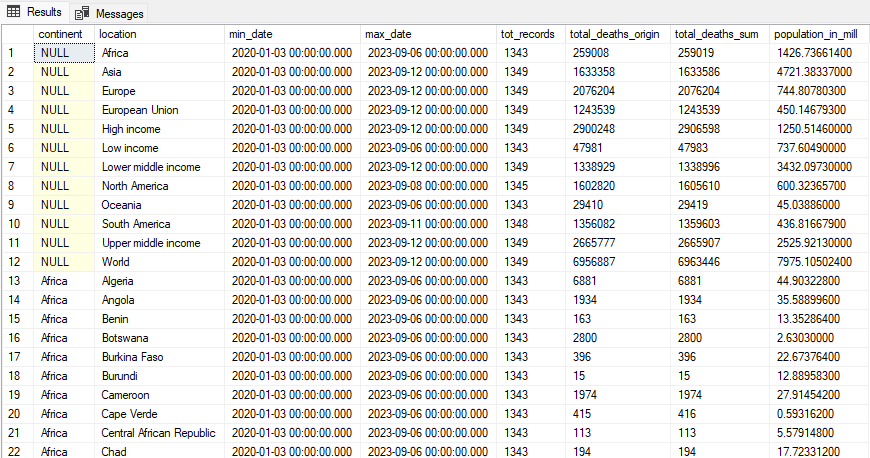 Results Messages
continent location min_date max_date tot_records total_deaths_origin total_deaths_sum population_in_mill
1 NULL Africa 2020-01-03 00:00:00.000 2023-09-06 00:00:00.000 1343 259008 259019 1426.73661400
2 NULL Asia 2020-01-03 00:00:00.000 2023-09-12 00:00:00.000 1349 1633358 1633586 4721.38337000
3 NULL Europe 2020-01-03 00:00:00.000 2023-09-12 00:00:00.000 1349 2076204 2076204 744.80780300
4 NULL European Union 2020-01-03 00:00:00.000 2023-09-12 00:00:00.000 1349 1243539 1243539 450.14679300
5 NULL High income 2020-01-03 00:00:00.000 2023-09-12 00:00:00.000 1349 2900248 2906598 1250.51460000
6 NULL Low income 2020-01-03 00:00:00.000 2023-09-06 00:00:00.000 1343 47981 47983 737.60490000
7 NULL Lower middle income 2020-01-03 00:00:00.000 2023-09-12 00:00:00.000 1349 1338929 1338996 3432.09730000
8 NULL North America 2020-01-03 00:00:00.000 2023-09-08 00:00:00.000 1345 1602820 1605610 600.32365700
9 NULL Oceania 2020-01-03 00:00:00.000 2023-09-06 00:00:00.000 1343 29410 29419 45.03886000
10 NULL South America 2020-01-03 00:00:00.000 2023-09-11 00:00:00.000 1348 1356082 1359603 436.81667900
11 NULL Upper middle income 2020-01-03 00:00:00.000 2023-09-12 00:00:00.000 1349 2665777 2665907 2525.92130000
12 NULL World 2020-01-03 00:00:00.000 2023-09-12 00:00:00.000 1349 6956887 6963446 7975.10502400
13 Africa Algeria 2020-01-03 00:00:00.000 2023-09-06 00:00:00.000 1343 6881 6881 44.90322800
14 Africa Angola 2020-01-03 00:00:00.000 2023-09-06 00:00:00.000 1343 1934 1934 35.58899600
15 Africa Benin 2020-01-03 00:00:00.000 2023-09-06 00:00:00.000 1343 163 163 13.35286400
16 Africa Botswana 2020-01-03 00:00:00.000 2023-09-06 00:00:00.000 1343 2800 2800 2.63030000
17 Africa Burkina Faso 2020-01-03 00:00:00.000 2023-09-06 00:00:00.000 1343 396 396 22.67376400
18 Africa Burundi 2020-01-03 00:00:00.000 2023-09-06 00:00:00.000 1343 15 15 12.88958300
19 Africa Cameroon 2020-01-03 00:00:00.000 2023-09-06 00:00:00.000 1343 1974 1974 27.91454200
20 Africa Cape Verde 2020-01-03 00:00:00.000 2023-09-06 00:00:00.000 1343 415 416 0.59316200
21 Africa Central African Republic 2020-01-03 00:00:00.000 2023-09-06 00:00:00.000 1343 113 113 5.57914800
22 Africa Chad 2020-01-03 00:00:00.000 2023-09-06 00:00:00.000 1343 194 194 17.72331200